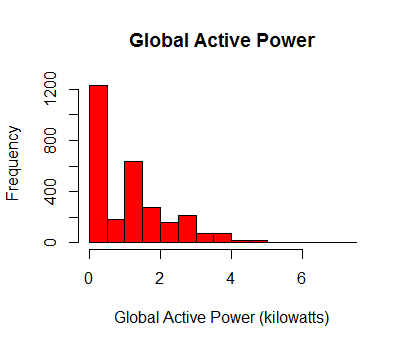 Global Active Power
Frequency
1200
800
400
0
0 2 4 6
Global Active Power (kilowatts)